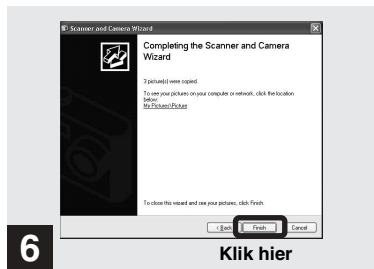 Scanner and Camera Wizard
Completing the Scanner and Camera
Wizard
3 picture(s) were copied.
To see your pictures on your computer or network, click the location
below:
My Pictures\Picture
To close this wizard and see your pictures, click Finish.
< Back
Finish
Cancel
6
Klik hier